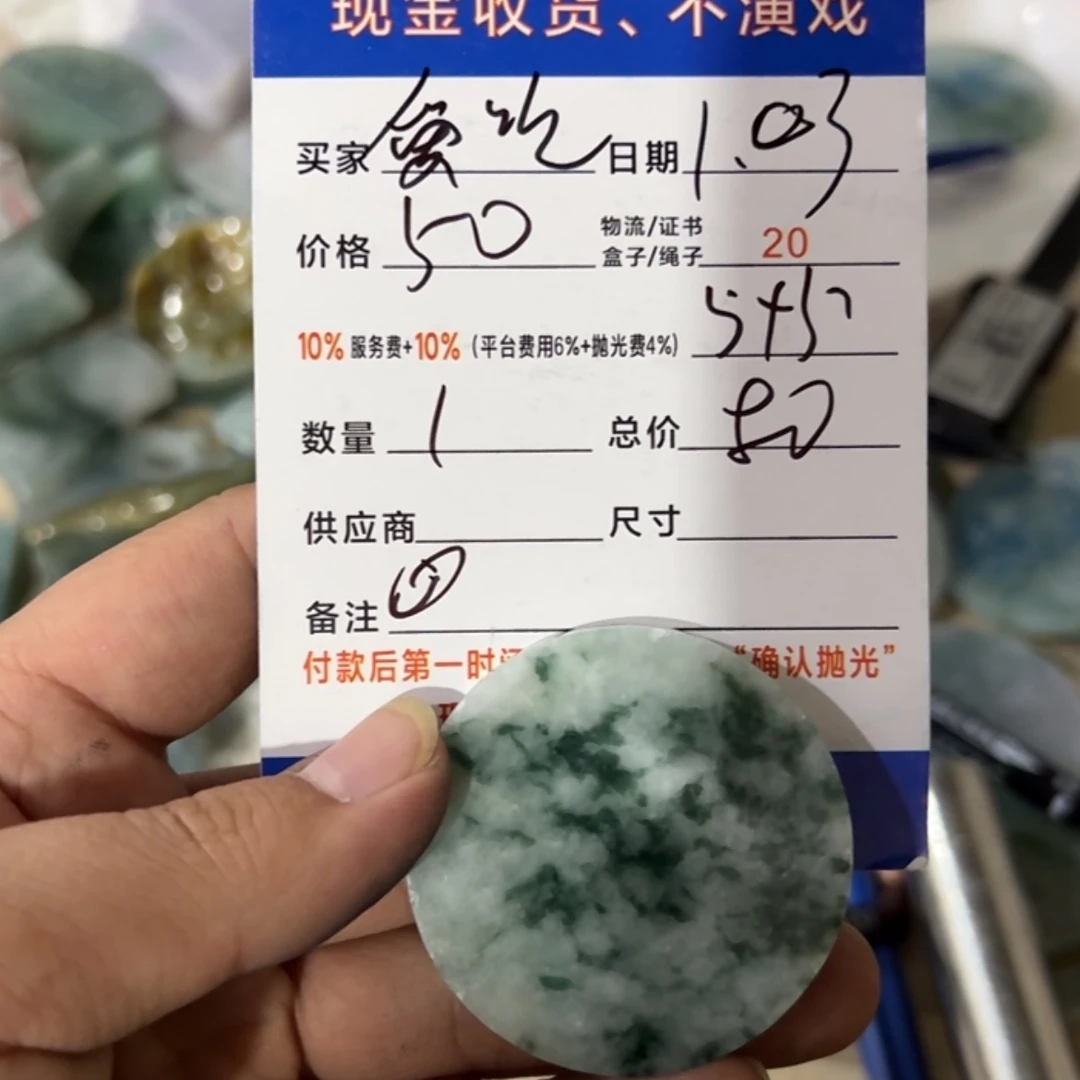 现金收货、不演戏
买家 日期 1.03
价格 50 物流/证书 盒子/绳子 20
10% 服务费+10%（平台费用6%+抛光费4%） 5+5
数量 1 总价 80
供应商 尺寸
备注
付款后第一时 “确认抛光”